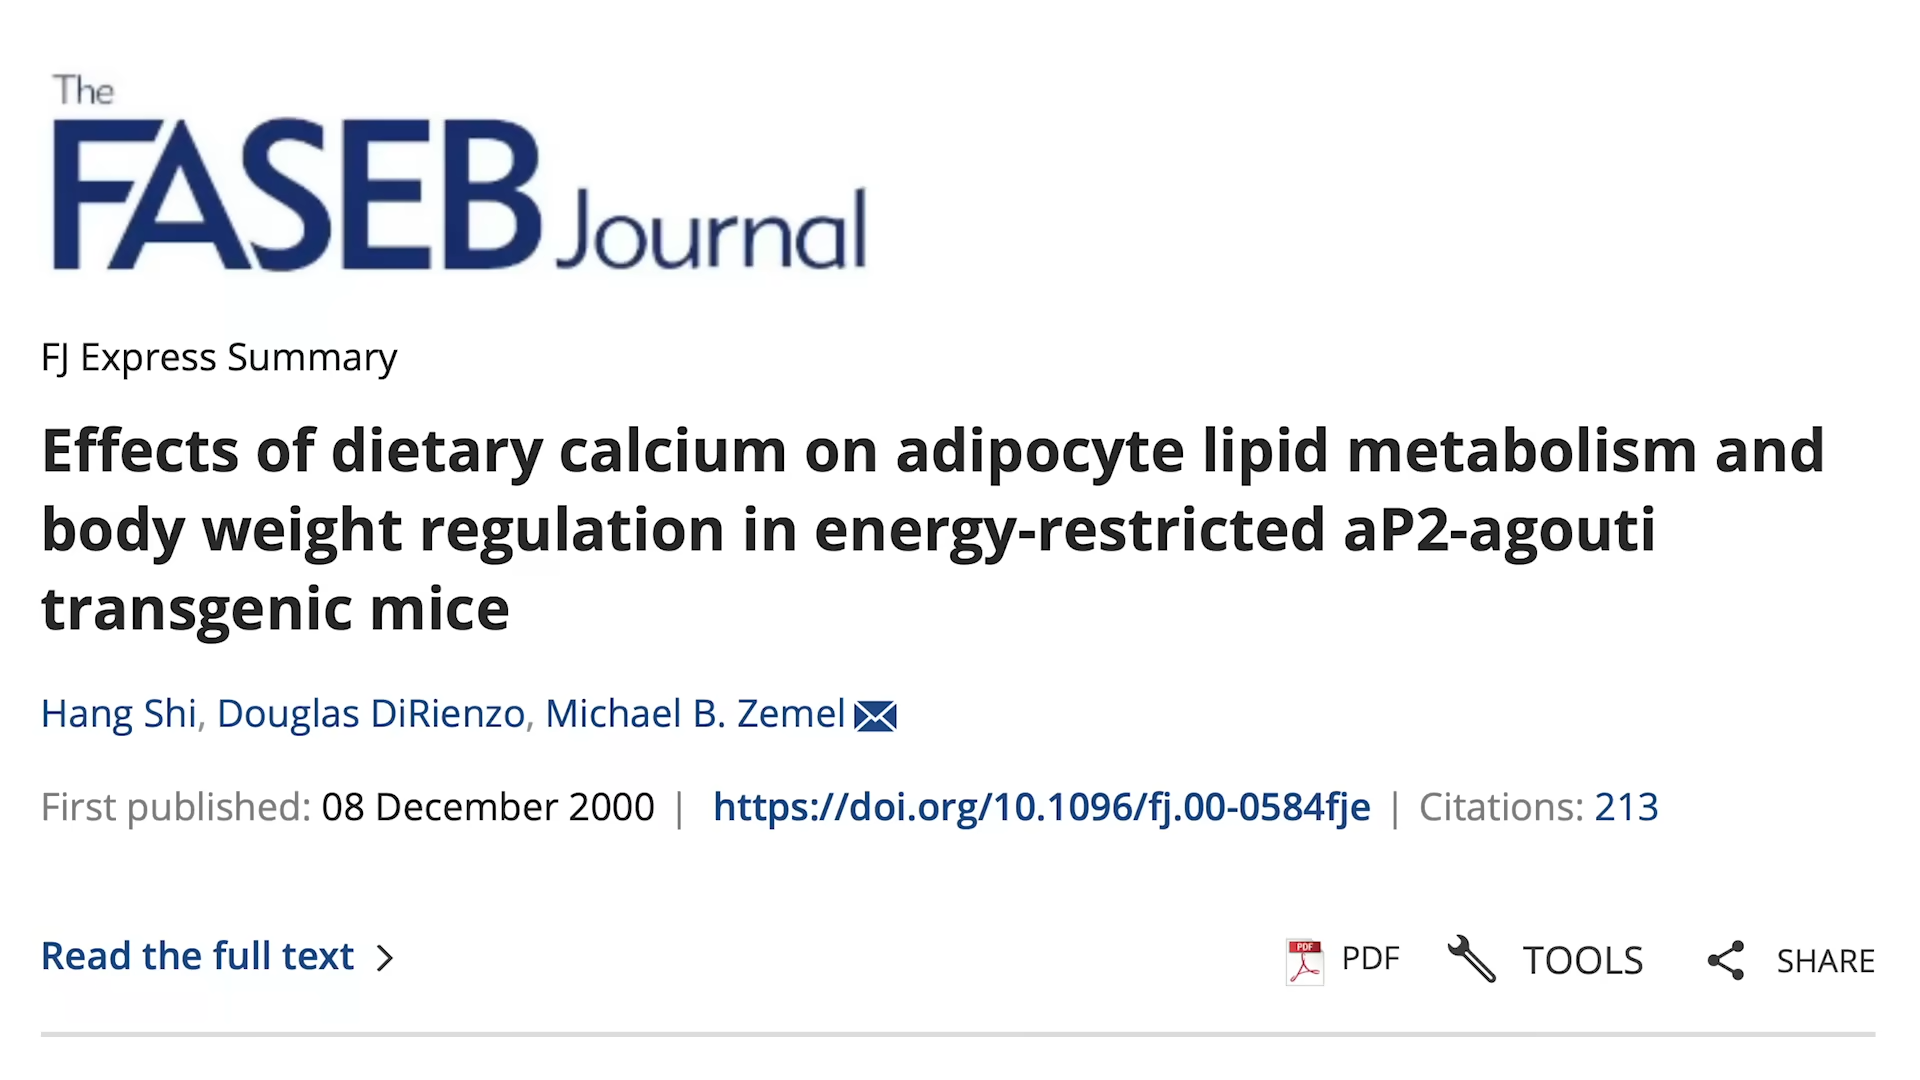 The
FASEB Journal
FJ Express Summary
Effects of dietary calcium on adipocyte lipid metabolism and
body weight regulation in energy-restricted aP2-agouti
transgenic mice
Hang Shi, Douglas DiRienzo, Michael B. Zemel
First published: 08 December 2000 | https://doi.org/10.1096/fj.00-0584fje | Citations: 213
Read the full text > PDF PDF TOOLS SHARE